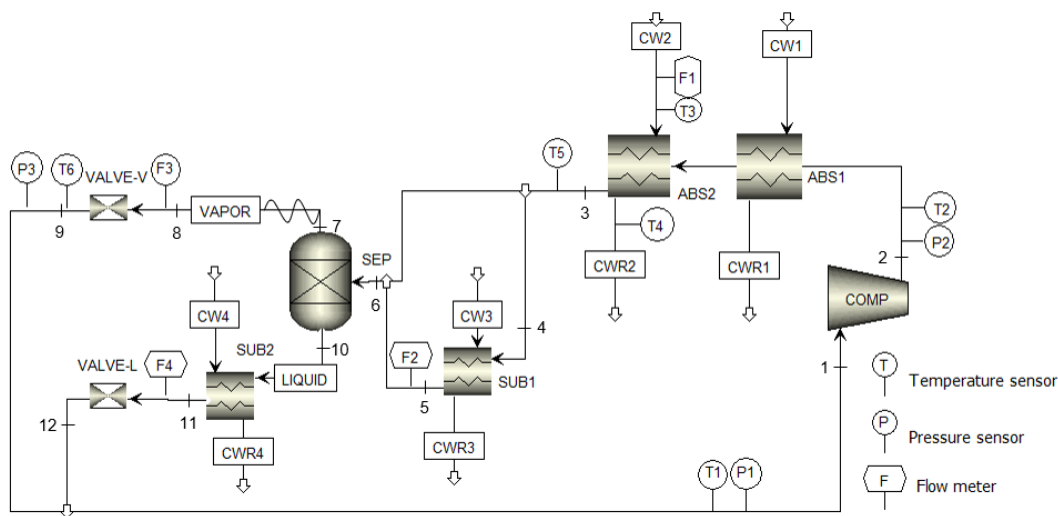 CW2
CW1
F1
T3
P3
T6
VALVE-V
F3
T5
ABS1
VAPOR
3
ABS2
T2
9
8
7
T4
P2
SEP
CWR2
CWR1
2
6
CW4
CW3
4
COMP
10
VALVE-L
F4
SUB2
F2
1
T
Temperature sensor
LIQUID
SUB1
12
11
5
P
Pressure sensor
CWR4
CWR3
T1
P1
F
Flow meter